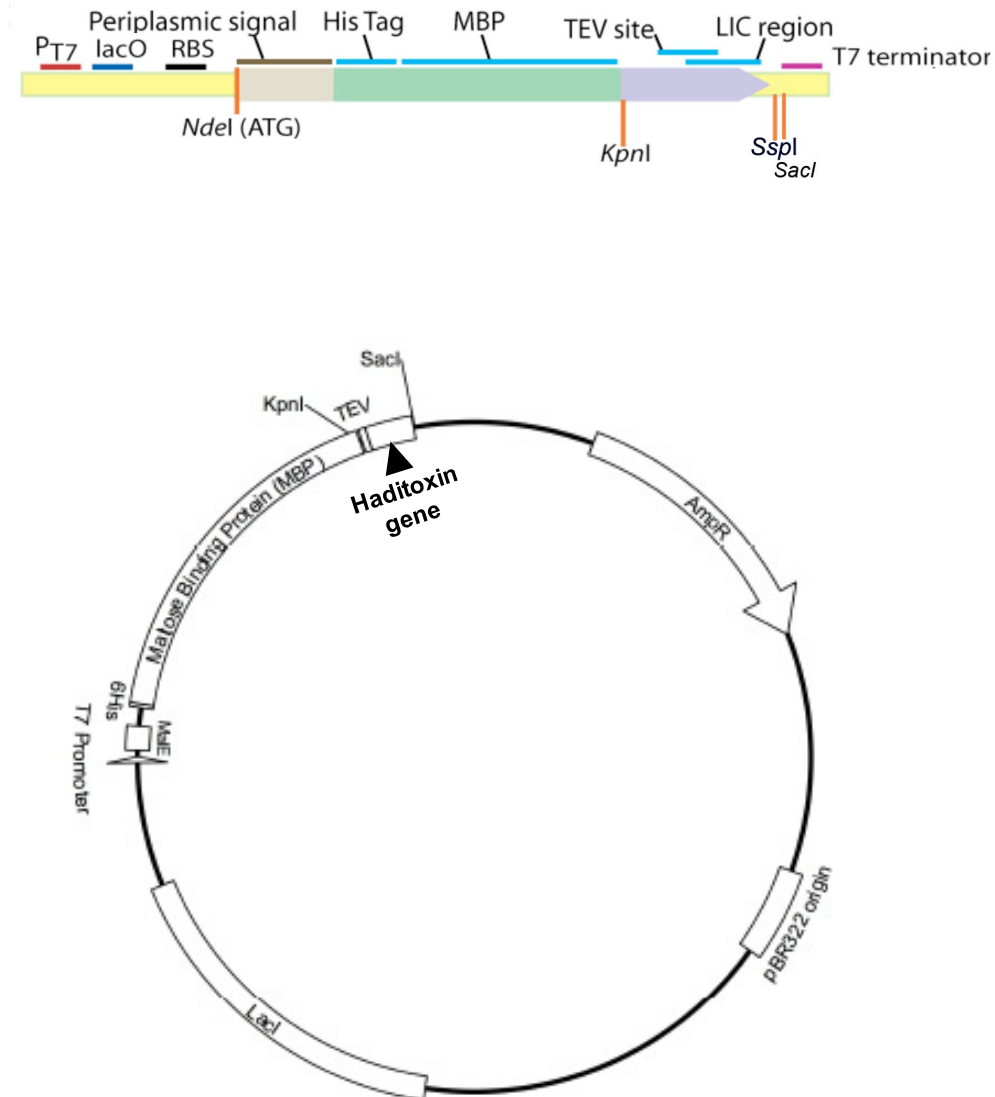 Periplasmic signal
His Tag
MBP
TEV site
LIC region
PT7
lacO
RBS
T7 terminator
NdeI (ATG)
KpnI
SspI
SacI
SacI
KpnI
TEV
Haditoxin
gene
Matose Binding Protein (MBP)
AmpR
6His
MalE
T7 Promoter
pBR322 origin
LacI